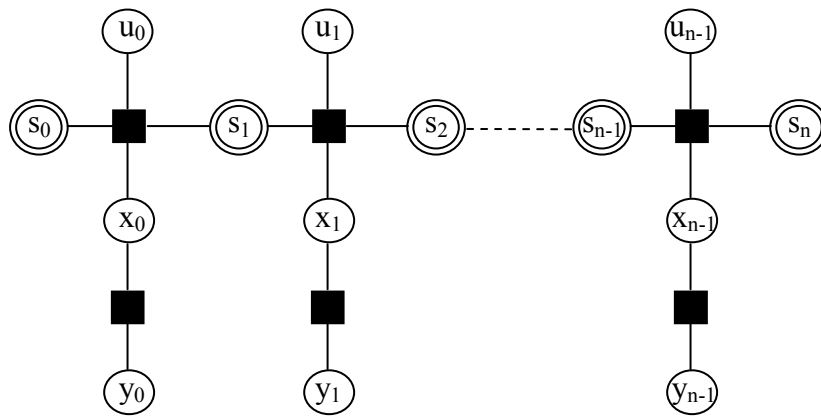 u₀ u₁ uₙ₋₁
s₀ s₁ s₂ sₙ₋₁ sₙ
x₀ x₁ xₙ₋₁
y₀ y₁ yₙ₋₁